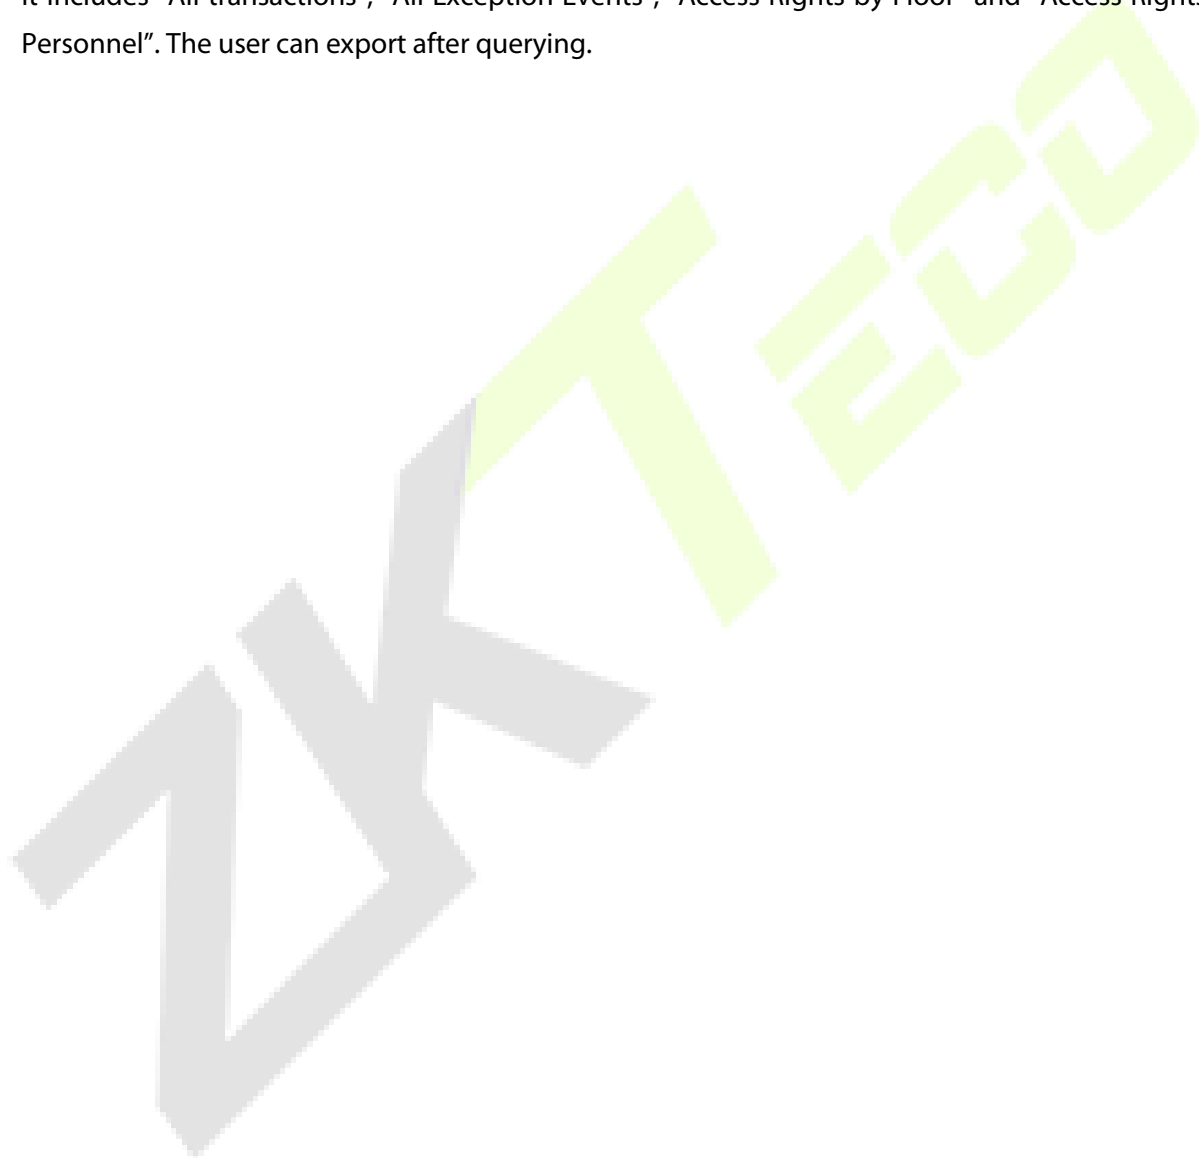 It includes “All transactions”, “All Exception Events”, “Access Rights by Floor” and “Access Rights
Personnel”. The user can export after querying.
ZKTECO